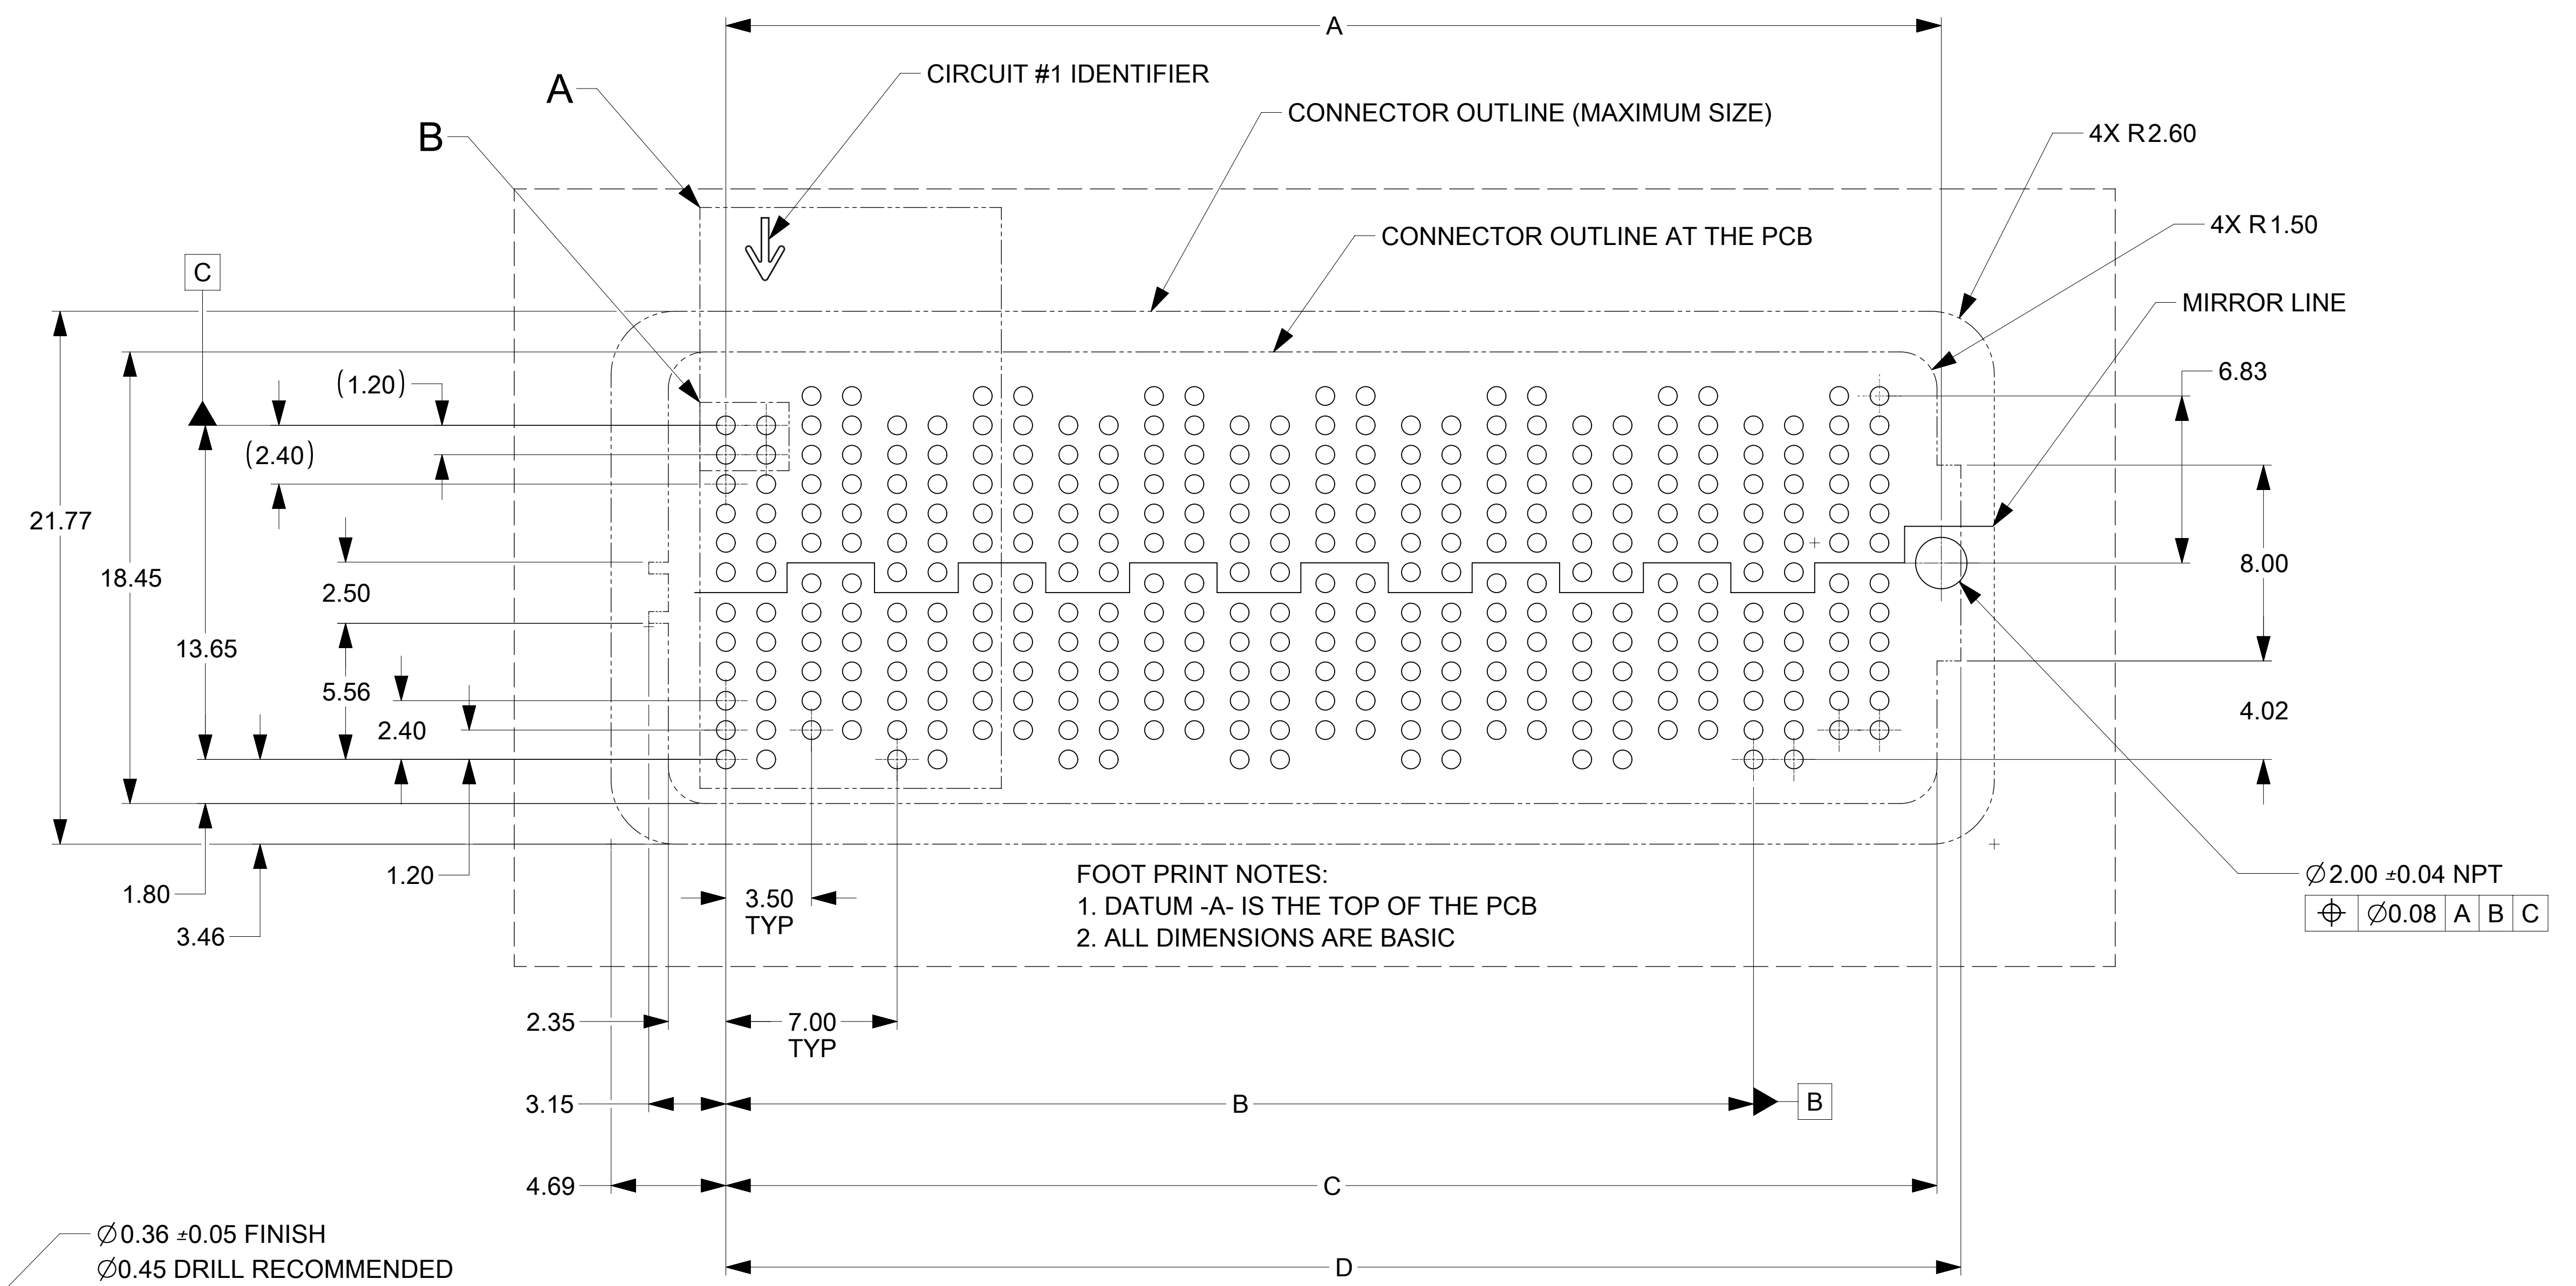 A
CIRCUIT #1 IDENTIFIER
A
CONNECTOR OUTLINE (MAXIMUM SIZE)
B
4X R2.60
4X R1.50
CONNECTOR OUTLINE AT THE PCB
C
MIRROR LINE
(1.20)
6.83
(2.40)
21.77
18.45
2.50
8.00
13.65
5.56
2.40
4.02
1.20
1.80
3.46
3.50
TYP
FOOT PRINT NOTES:
1. DATUM -A- IS THE TOP OF THE PCB
2. ALL DIMENSIONS ARE BASIC
Ø2.00 ±0.04 NPT
⌖ Ø0.08 A B C
2.35
7.00
TYP
3.15
B
B
4.69
C
Ø0.36 ±0.05 FINISH
Ø0.45 DRILL RECOMMENDED
D